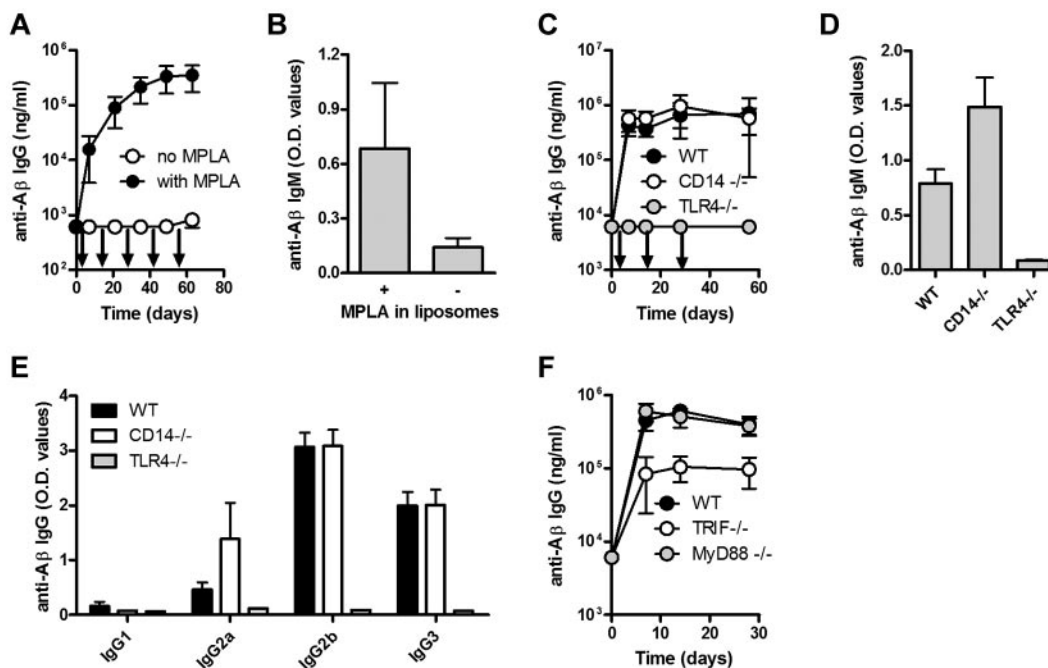 A
anti-Aβ IgG (ng/ml)
10^6
10^5
10^4
10^3
10^2
no MPLA
with MPLA
0 20 40 60 80
Time (days)
B
anti-Aβ IgM (O.D. values)
1.2
0.9
0.6
0.3
0.0
+ -
MPLA in liposomes
C
anti-Aβ IgG (ng/ml)
10^7
10^6
10^5
10^4
10^3
WT
CD14 -/-
TLR4-/-
0 20 40 60
Time (days)
D
anti-Aβ IgM (O.D. values)
2.0
1.5
1.0
0.5
0.0
WT CD14-/- TLR4-/-
E
anti-Aβ IgG (O.D. values)
4
3
2
1
0
WT
CD14-/-
TLR4-/-
IgG1 IgG2a IgG2b IgG3
F
anti-Aβ IgG (ng/ml)
10^6
10^5
10^4
10^3
WT
TRIF-/-
MyD88 -/-
0 10 20 30
Time (days)